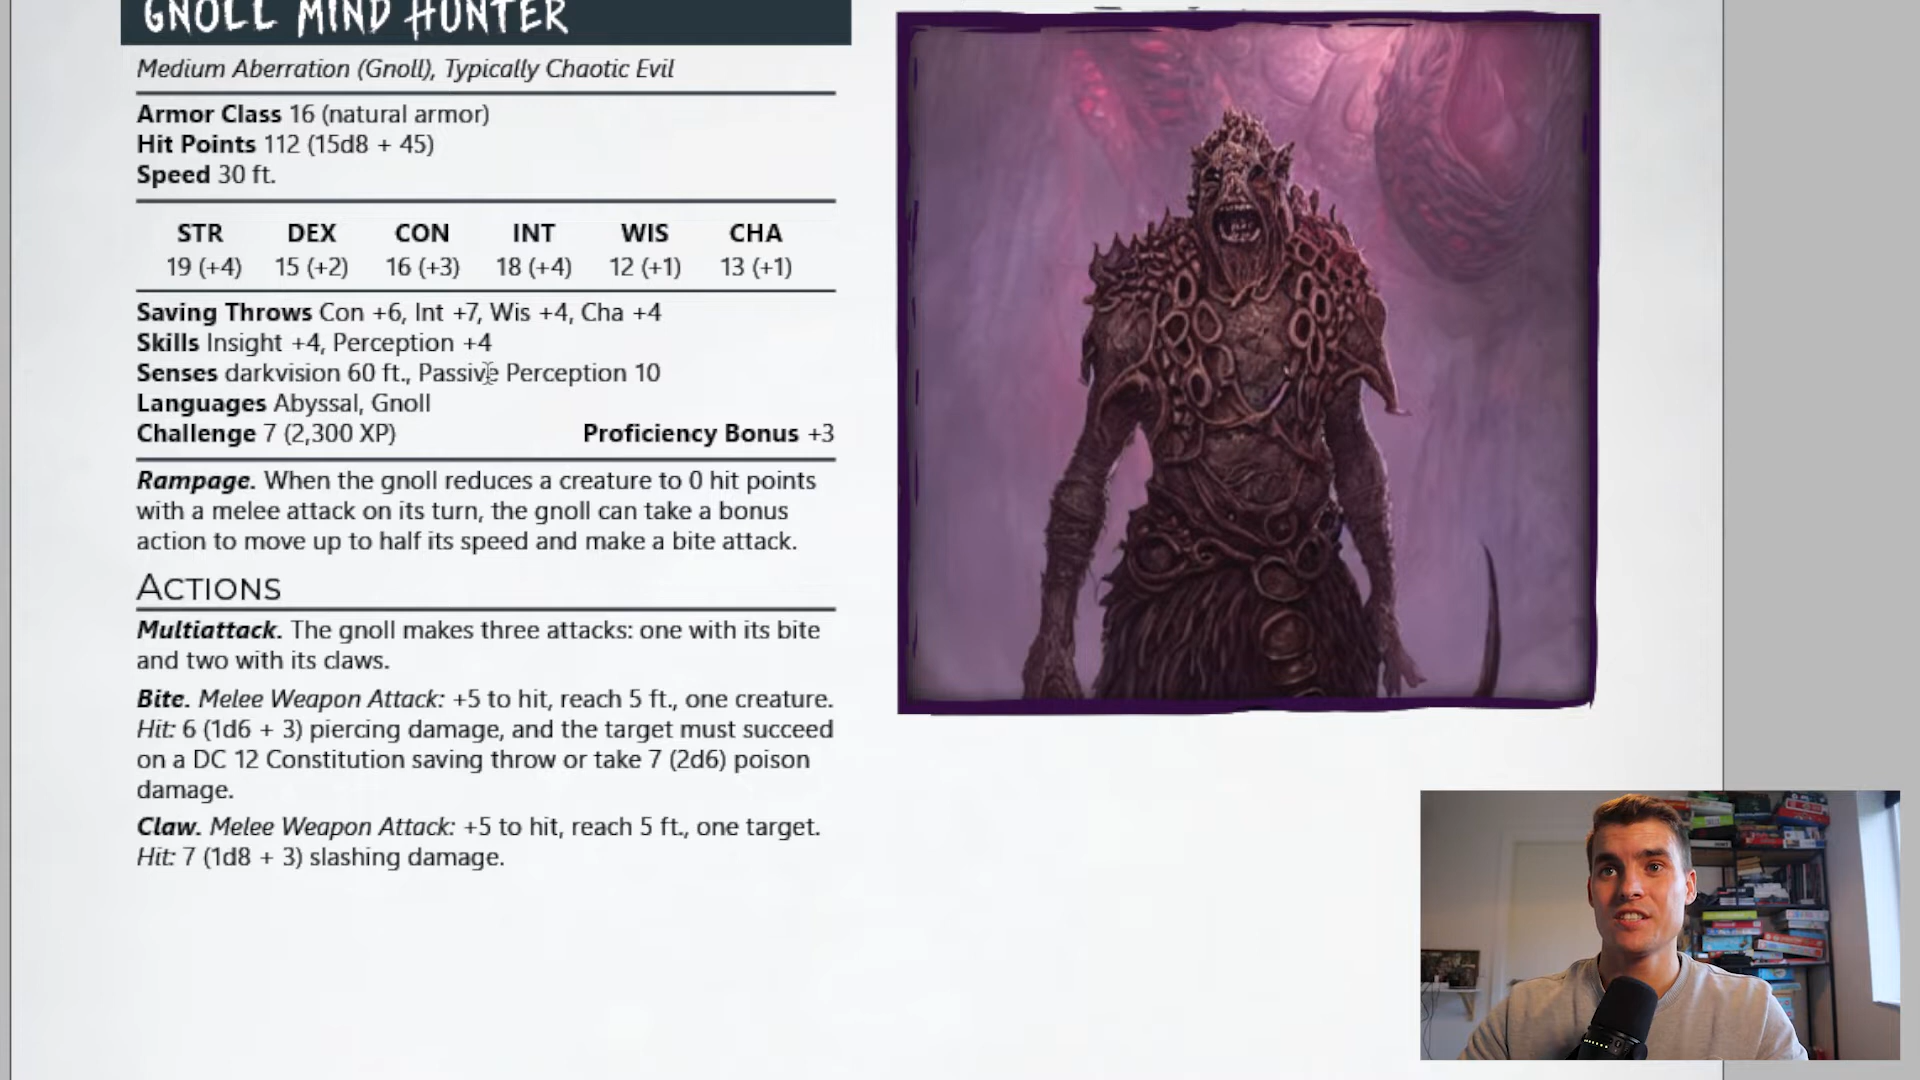 GNOLL MIND HUNTER
Medium Aberration (Gnoll), Typically Chaotic Evil
Armor Class 16 (natural armor)
Hit Points 112 (15d8 + 45)
Speed 30 ft.
STR DEX CON INT WIS CHA
19 (+4) 15 (+2) 16 (+3) 18 (+4) 12 (+1) 13 (+1)
Saving Throws Con +6, Int +7, Wis +4, Cha +4
Skills Insight +4, Perception +4
Senses darkvision 60 ft., Passive Perception 10
Languages Abyssal, Gnoll
Challenge 7 (2,300 XP) Proficiency Bonus +3
Rampage. When the gnoll reduces a creature to 0 hit points
with a melee attack on its turn, the gnoll can take a bonus
action to move up to half its speed and make a bite attack.
ACTIONS
Multiattack. The gnoll makes three attacks: one with its bite
and two with its claws.
Bite. Melee Weapon Attack: +5 to hit, reach 5 ft., one creature.
Hit: 6 (1d6 + 3) piercing damage, and the target must succeed
on a DC 12 Constitution saving throw or take 7 (2d6) poison
damage.
Claw. Melee Weapon Attack: +5 to hit, reach 5 ft., one target.
Hit: 7 (1d8 + 3) slashing damage.